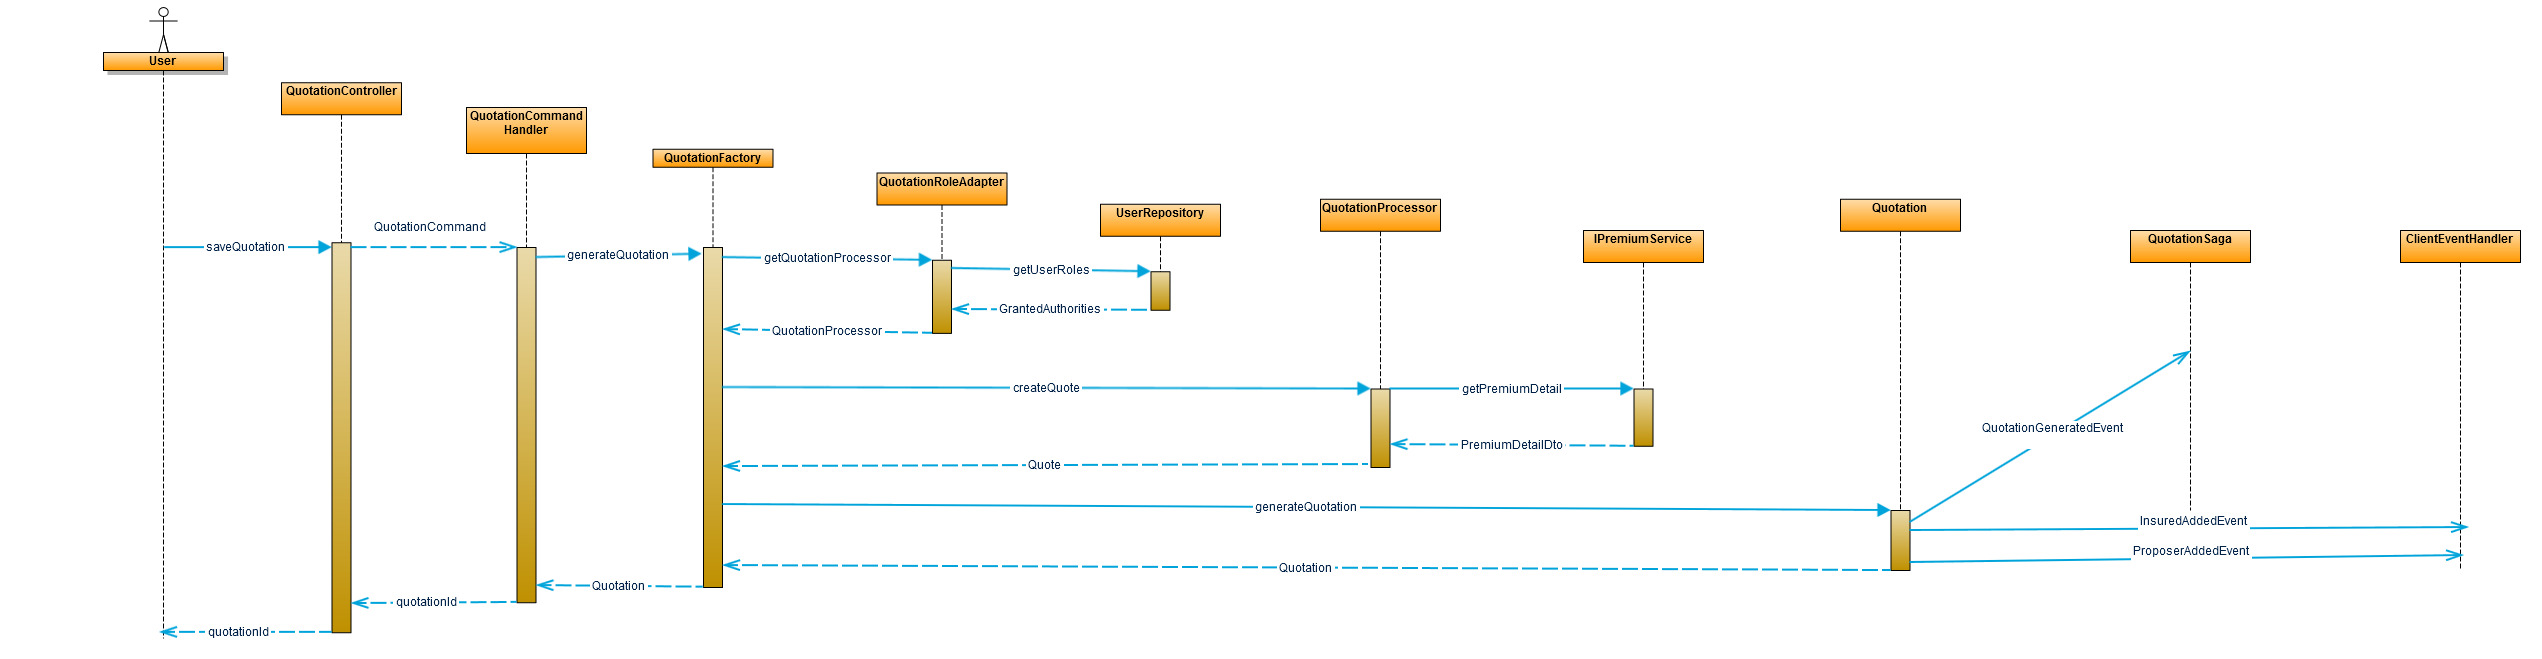 User
QuotationController
QuotationCommand
Handler
QuotationFactory
QuotationRoleAdapter
UserRepository
QuotationProcessor
Quotation
IPremiumService
QuotationSaga
ClientEventHandler
QuotationCommand
saveQuotation
generateQuotation
getQuotationProcessor
getUserRoles
GrantedAuthorities
QuotationProcessor
createQuote
getPremiumDetail
QuotationGeneratedEvent
PremiumDetailDto
Quote
generateQuotation
InsuredAddedEvent
ProposerAddedEvent
Quotation
Quotation
quotationId
quotationId